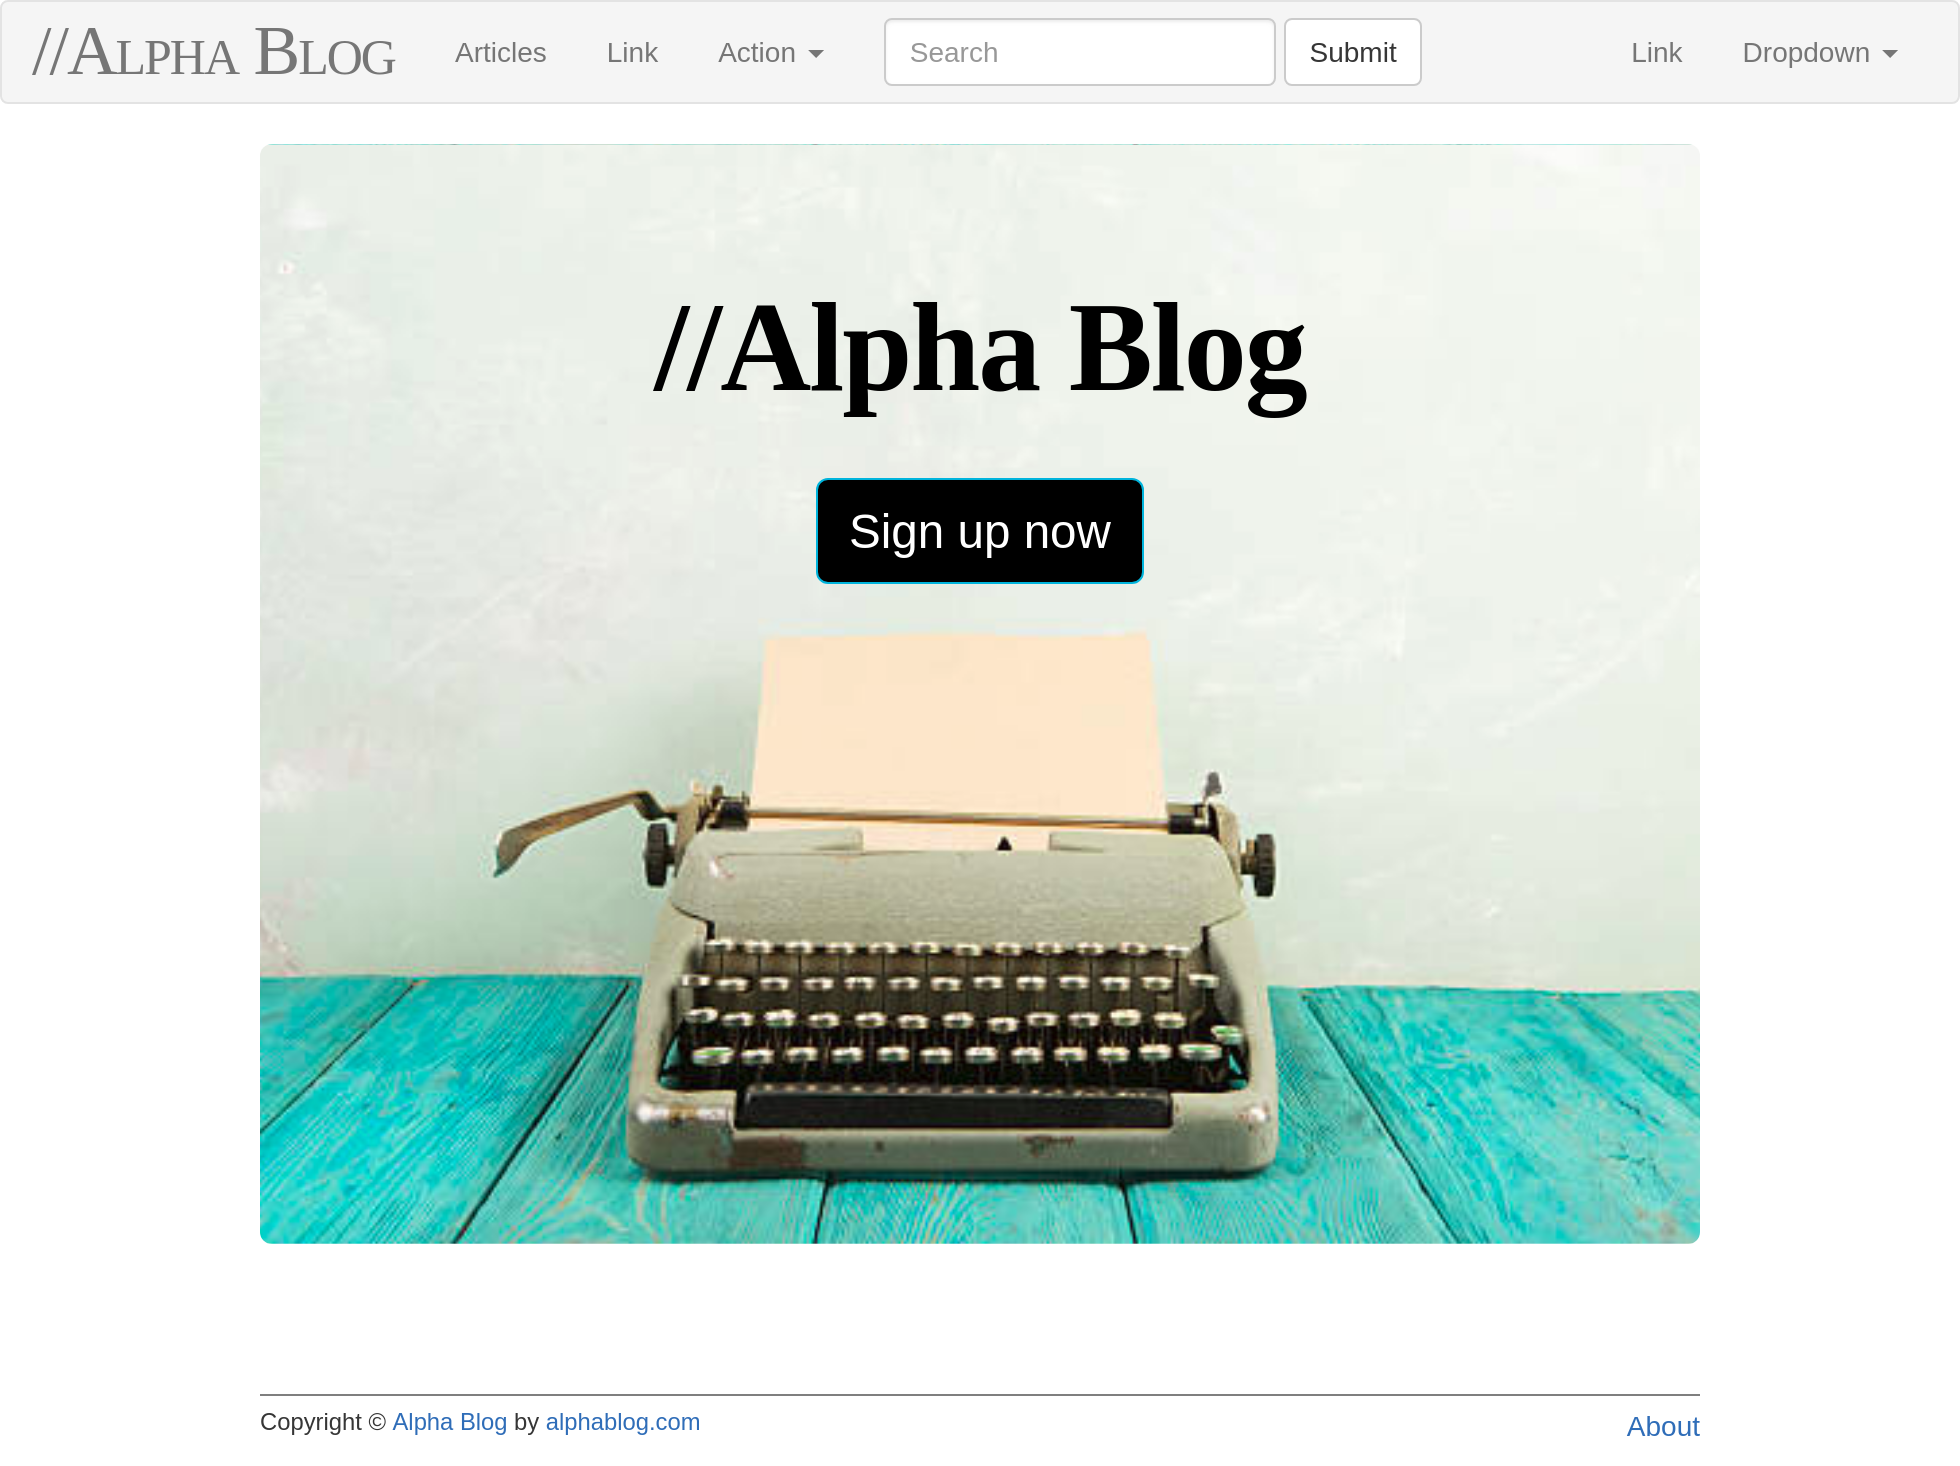 //Alpha Blog Articles Link Action Search Submit Link Dropdown
//Alpha Blog
Sign up now
Copyright © Alpha Blog by alphablog.com About